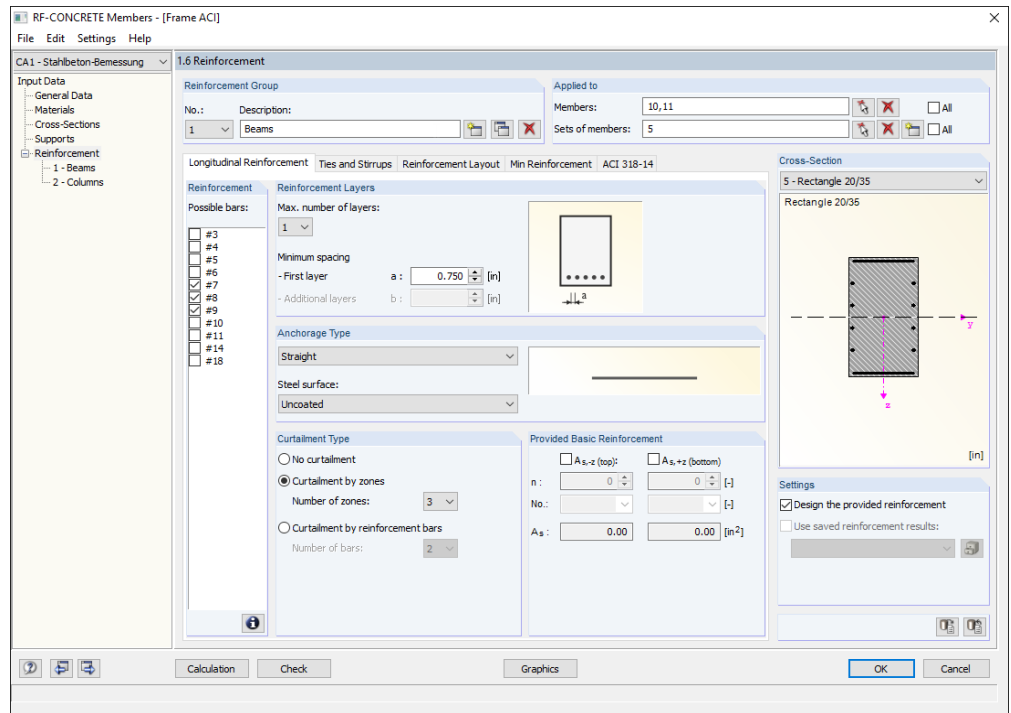 RF-CONCRETE Members - [Frame ACI]
File Edit Settings Help
CA1 - Stahlbeton-Bemessung
Input Data
General Data
Materials
Cross-Sections
Supports
Reinforcement
1 - Beams
2 - Columns
1.6 Reinforcement
Reinforcement Group
No.: Description:
1 Beams
Applied to
Members: 10,11 All
Sets of members: 5 All
Longitudinal Reinforcement Ties and Stirrups Reinforcement Layout Min Reinforcement ACI 318-14
Reinforcement
Possible bars:
#3
#4
#5
#6
#7
#8
#9
#10
#11
#14
#18
Reinforcement Layers
Max. number of layers:
1
Minimum spacing
- First layer a : 0.750 [in]
- Additional layers b : [in]
a
Anchorage Type
Straight
Steel surface:
Uncoated
Curtailment Type
No curtailment
Curtailment by zones
Number of zones: 3
Curtailment by reinforcement bars
Number of bars: 2
Provided Basic Reinforcement
As,-z (top): As,+z (bottom)
n : 0 0 [-]
No.: [-]
As : 0.00 0.00 [in2]
Cross-Section
5 - Rectangle 20/35
Rectangle 20/35
y
z
[in]
Settings
Design the provided reinforcement
Use saved reinforcement results:
Calculation Check Graphics OK Cancel